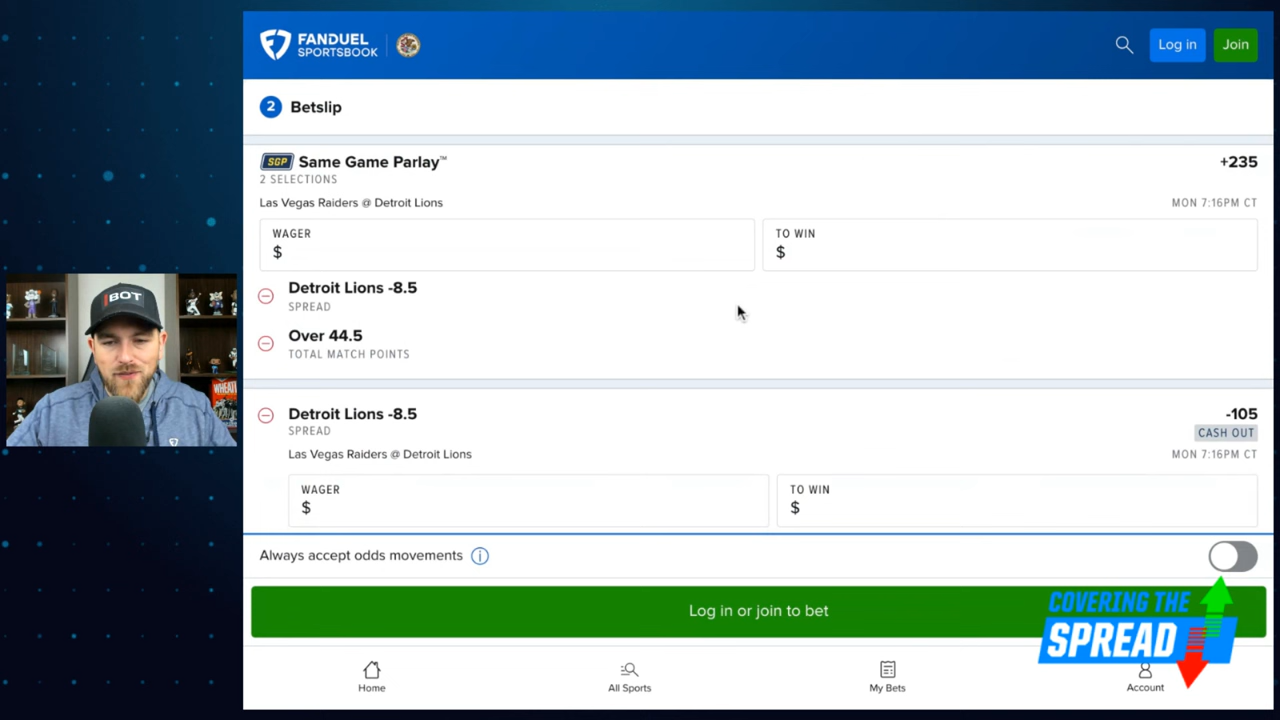 FANDUEL
SPORTSBOOK
Log in
Join
2
Betslip
SGP Same Game Parlay™
+235
2 SELECTIONS
Las Vegas Raiders @ Detroit Lions
MON 7:16PM CT
WAGER
$
TO WIN
$
Detroit Lions -8.5
SPREAD
Over 44.5
TOTAL MATCH POINTS
Detroit Lions -8.5
-105
SPREAD
CASH OUT
Las Vegas Raiders @ Detroit Lions
MON 7:16PM CT
WAGER
$
TO WIN
$
Always accept odds movements
Log in or join to bet
COVERING THE
SPREAD
Home
All Sports
My Bets
Account
BOT
WHEATI